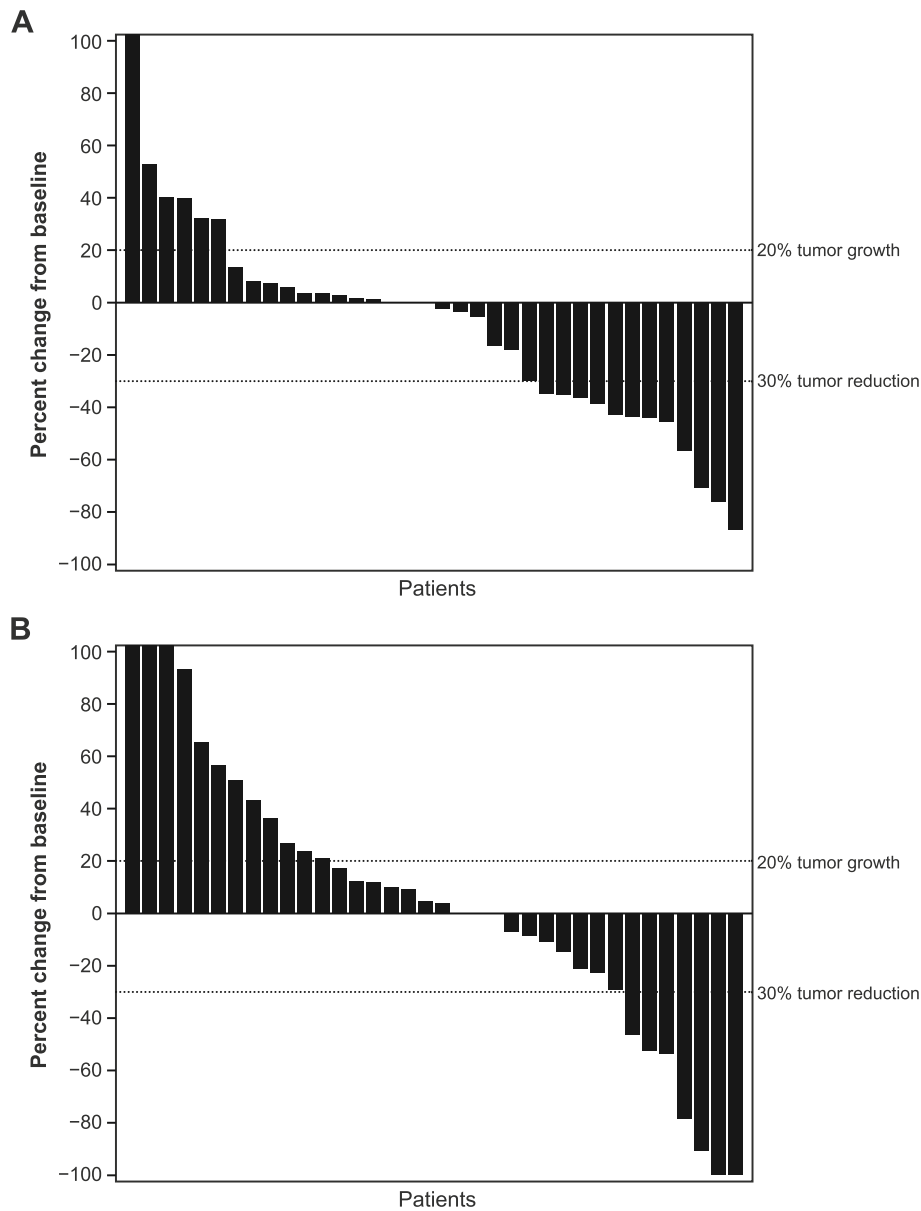 A
100
80
60
40
20
0
−20
−40
−60
−80
−100
Percent change from baseline
20% tumor growth
30% tumor reduction
Patients
B
100
80
60
40
20
0
−20
−40
−60
−80
−100
Percent change from baseline
20% tumor growth
30% tumor reduction
Patients